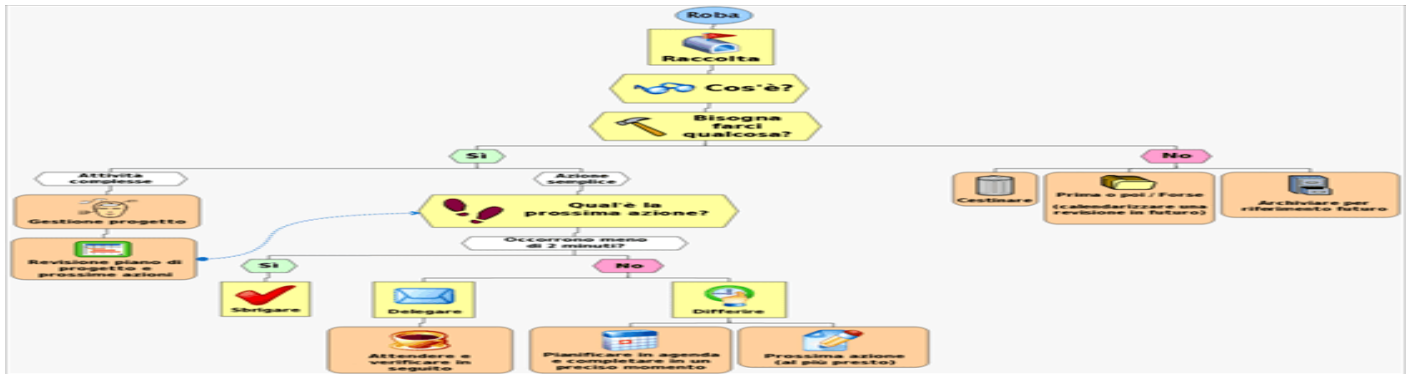 Roba
Raccolta
Cos'è?
Bisogna
farci
qualcosa?
Sì
No
Attività
complesse
Azione
semplice
Cestinare
Prima o poi / Forse
(calendarizzare una
revisione in futuro)
Archiviare per
riferimento futuro
Gestione progetto
Qual'è la
prossima azione?
Revisione piano di
progetto e
prossime azioni
Occorrono meno
di 2 minuti?
Sì
No
Sbrigare
Delegare
Differire
Attendere e
verificare in
seguito
Pianificare in agenda
e completare in un
preciso momento
Prossima azione
(al più presto)